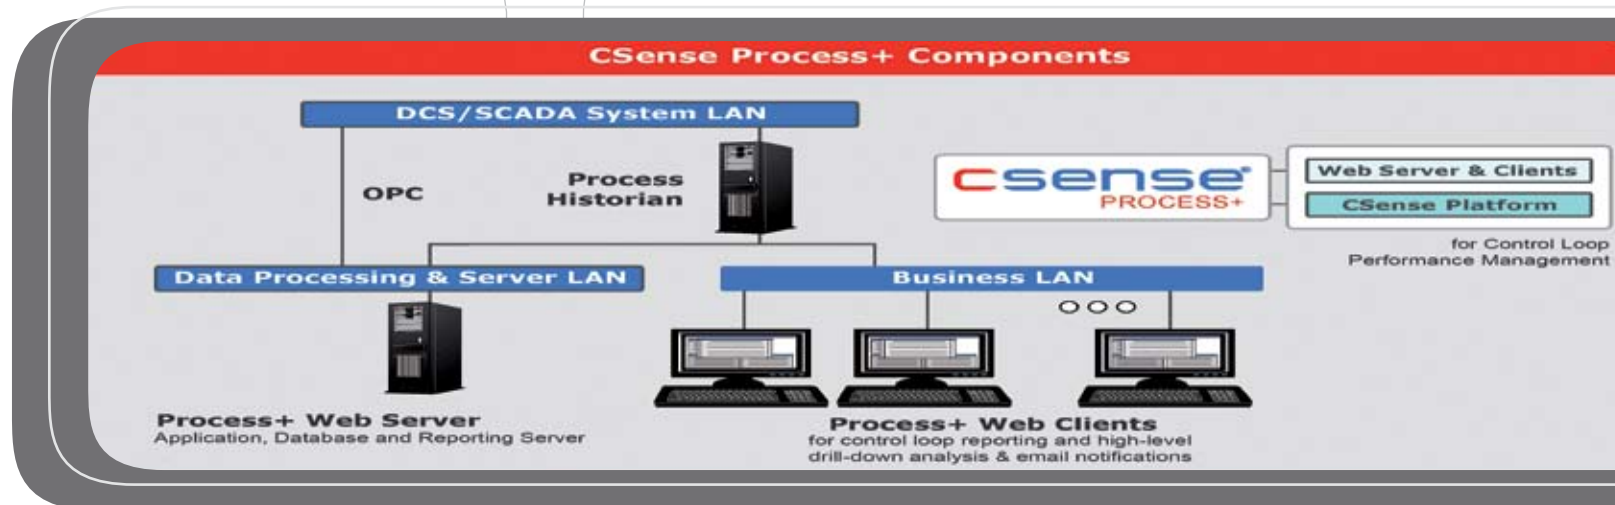 CSense Process+ Components
DCS/SCADA System LAN
OPC
Process
Historian
csense®
PROCESS+
Web Server & Clients
CSense Platform
for Control Loop
Performance Management
Data Processing & Server LAN
Business LAN
Process+ Web Server
Application, Database and Reporting Server
Process+ Web Clients
for control loop reporting and high-level
drill-down analysis & email notifications